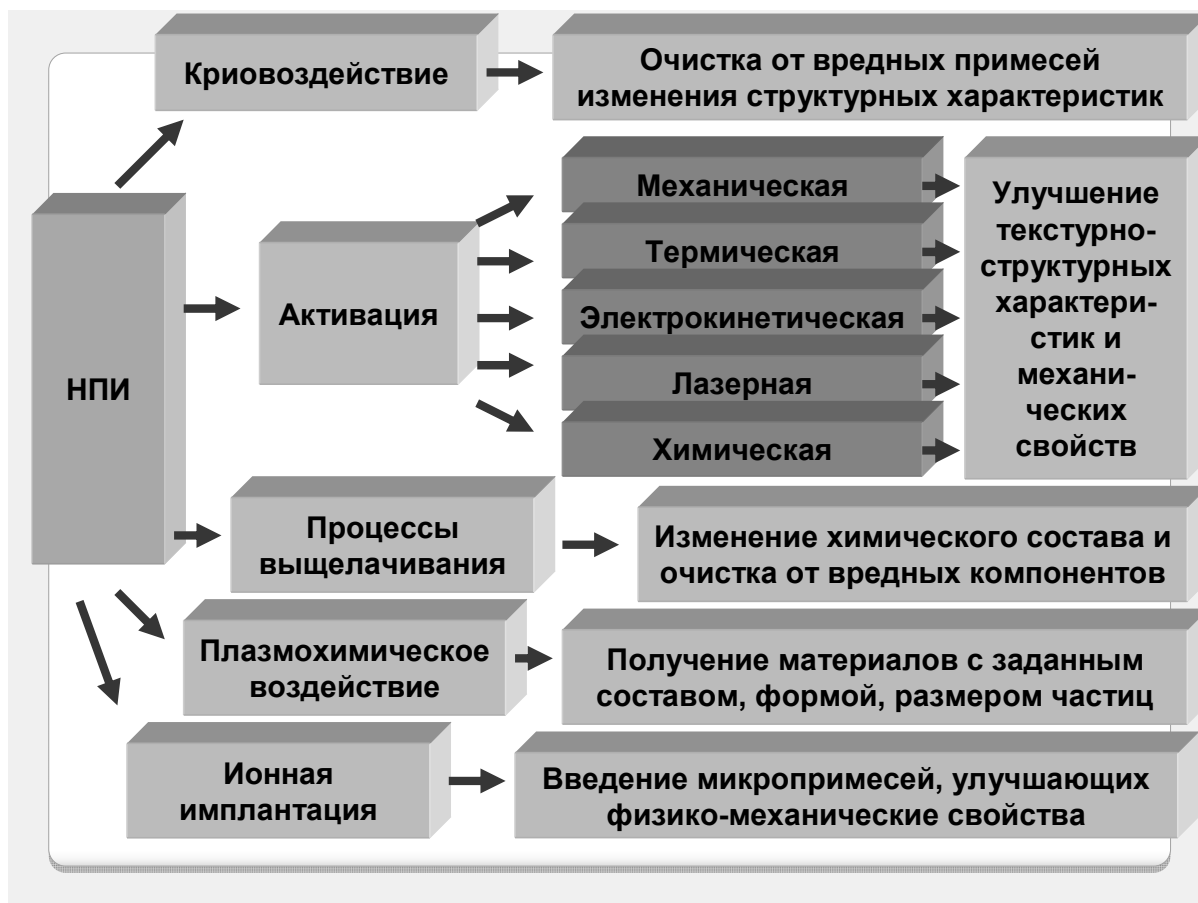 Криовоздействие
Очистка от вредных примесей
изменения структурных характеристик
НПИ
Активация
Механическая
Термическая
Электрокинетическая
Лазерная
Химическая
Улучшение
текстурно-
структурных
характери-
стик и
механи-
ческих
свойств
Процессы
выщелачивания
Изменение химического состава и
очистка от вредных компонентов
Плазмохимическое
воздействие
Получение материалов с заданным
составом, формой, размером частиц
Ионная
имплантация
Введение микропримесей, улучшающих
физико-механические свойства